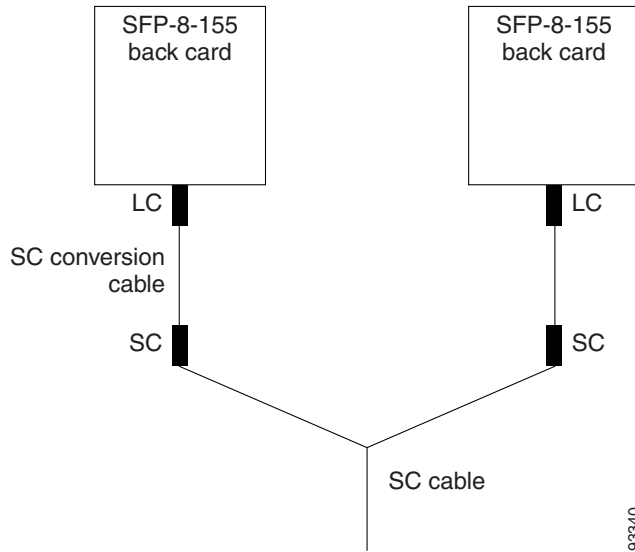 SFP-8-155
back card
SFP-8-155
back card
LC
LC
SC conversion
cable
SC
SC
SC cable
93340